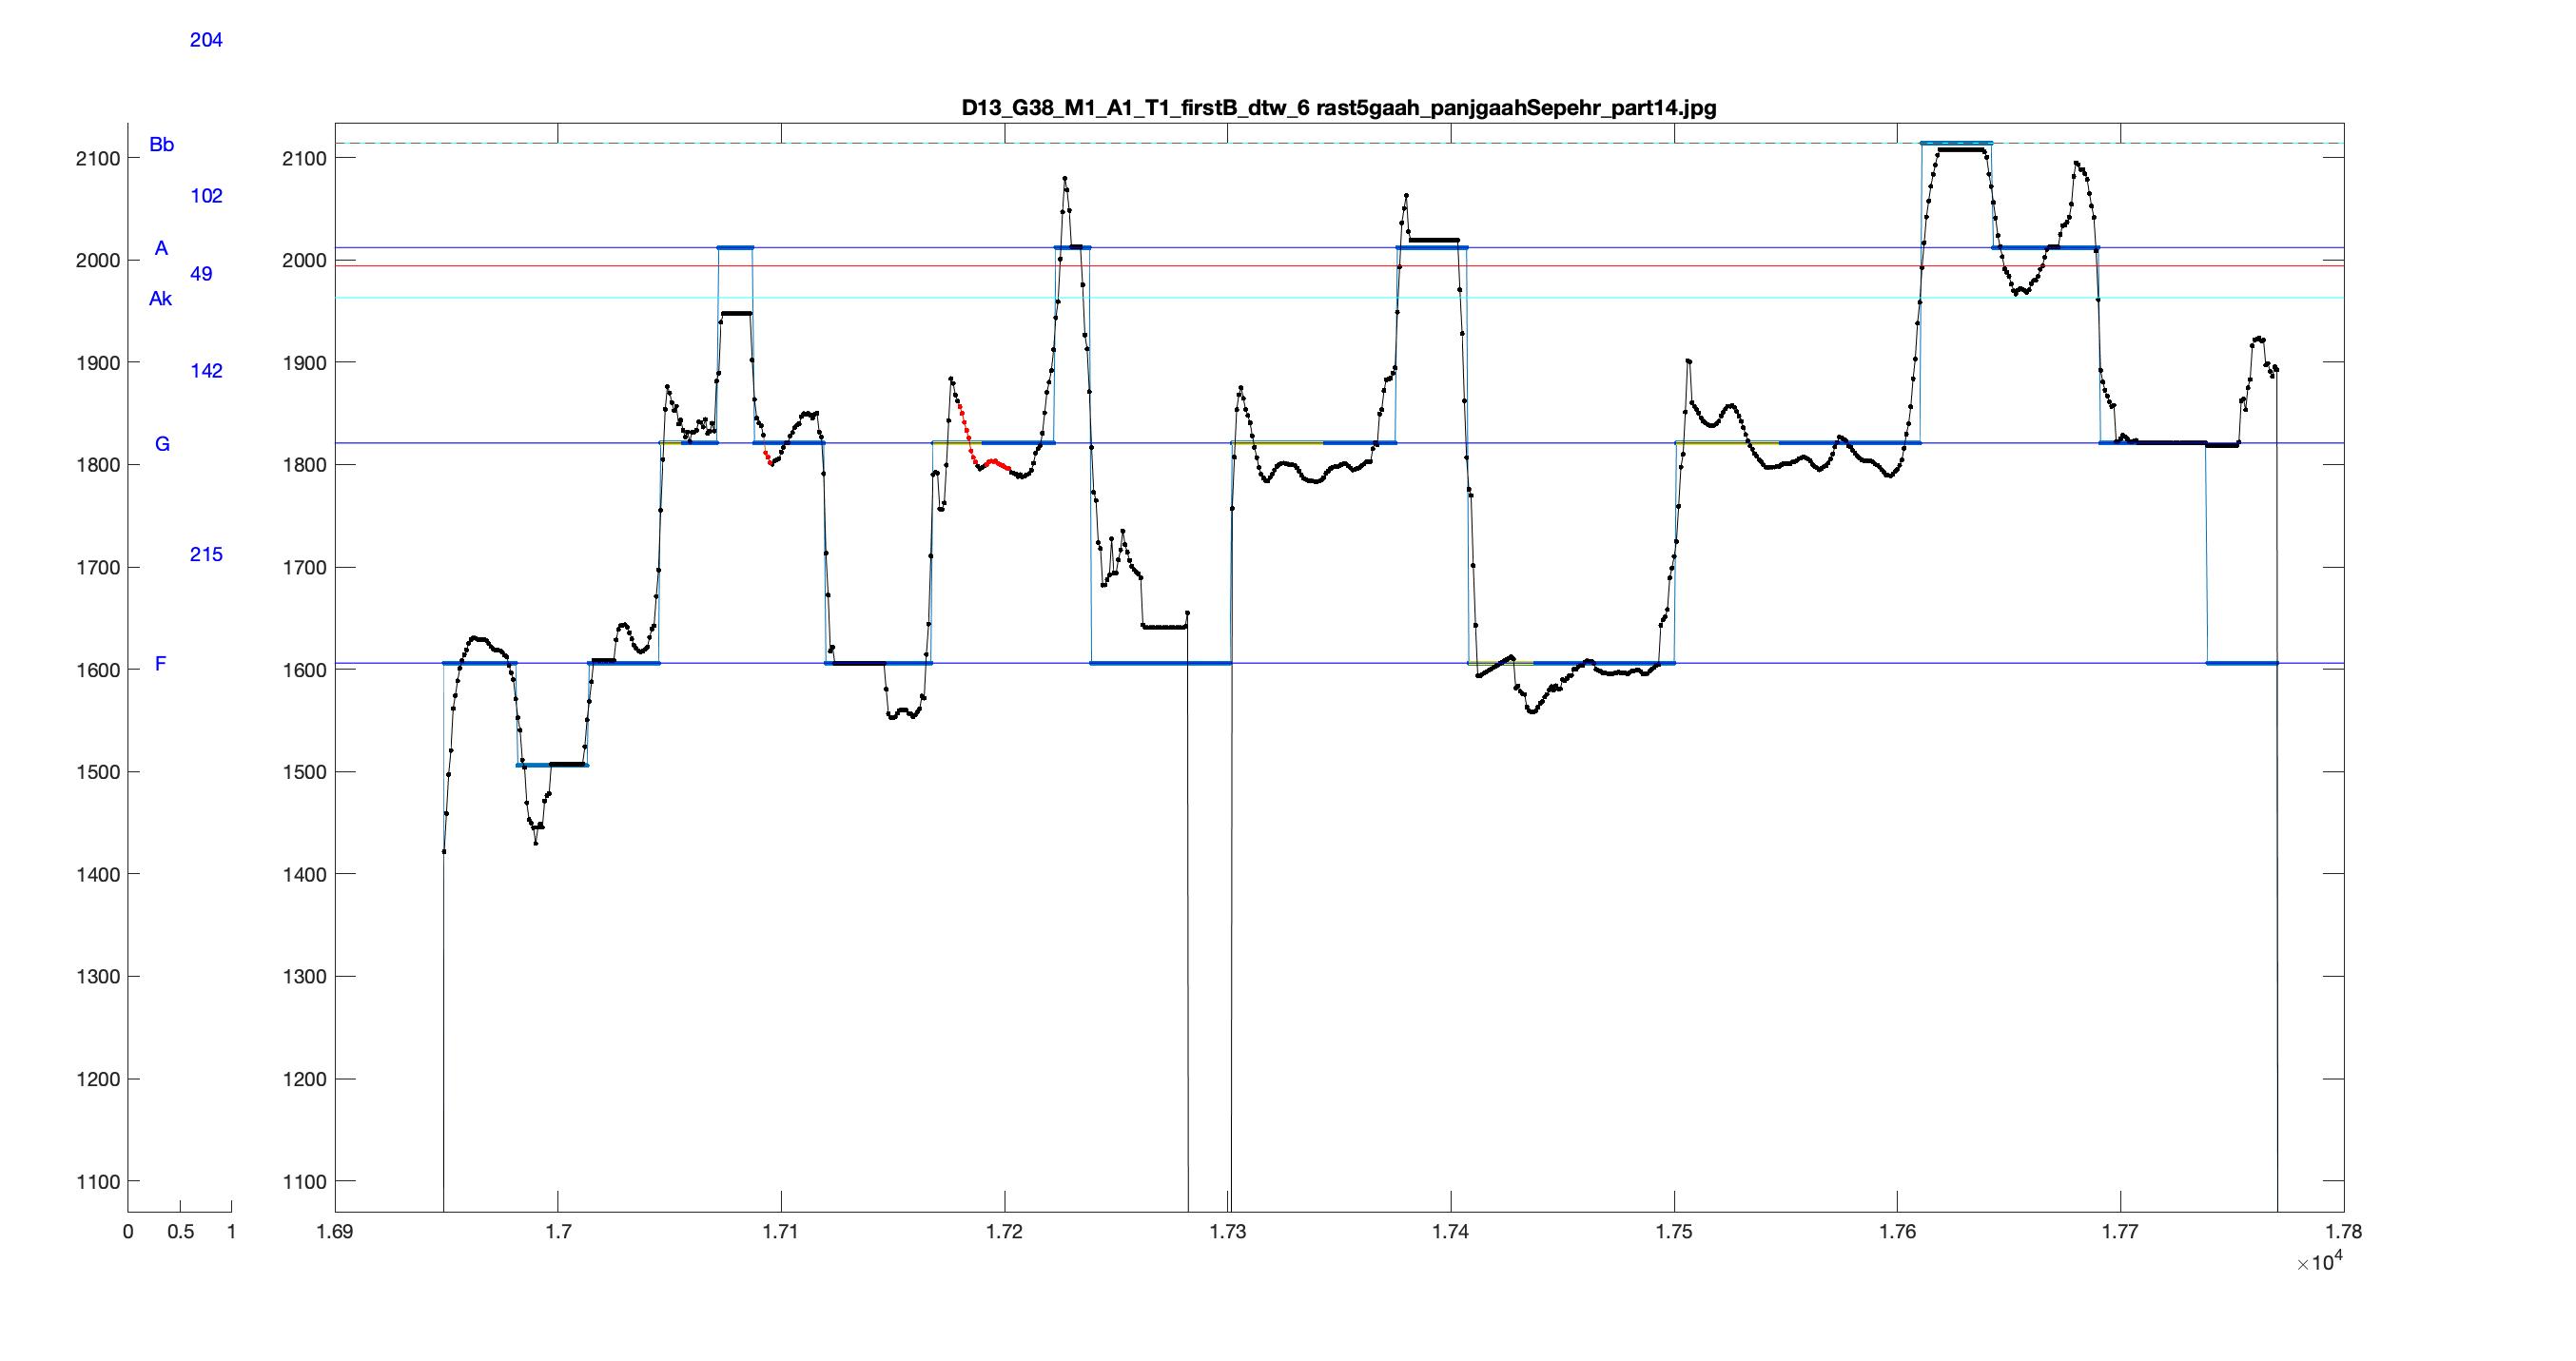 204
D13_G38_M1_A1_T1_firstB_dtw_6 rast5gaah_panjgaahSepehr_part14.jpg
2100 Bb 2100
102
A
2000 2000
49
Ak
1900 142 1900
G
1800 1800
1700 215 1700
F
1600 1600
1500 1500
1400 1400
1300 1300
1200 1200
1100 1100
0 0.5 1 1.69 1.7 1.71 1.72 1.73 1.74 1.75 1.76 1.77 1.78
×10⁴